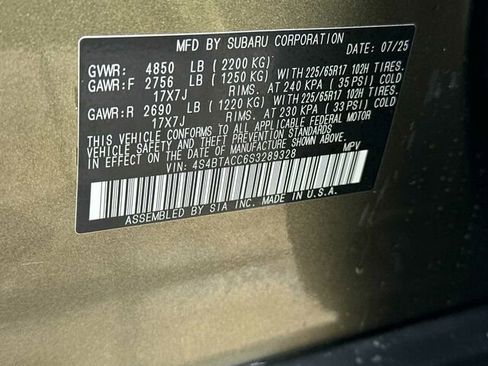 MFD BY SUBARU CORPORATION DATE: 07/25
GVWR: 4850 LB (2200 KG)
GAWR:F 2756 LB (1250 KG) WITH 225/65R17 102H TIRES,
17X7J RIMS, AT 240 KPA (35 PSI) COLD
GAWR:R 2690 LB (1220 KG) WITH 225/65R17 102H TIRES,
17X7J RIMS, AT 230 KPA (33 PSI) COLD
THIS VEHICLE CONFORMS TO ALL APPLICABLE FEDERAL MOTOR
VEHICLE SAFETY AND THEFT PREVENTION STANDARDS
IN EFFECT ON THE DATE OF MANUFACTURE SHOWN ABOVE.
VIN: 4S4BTACC6S3289328 MPV
ASSEMBLED BY SIA INC. MADE IN U.S.A.